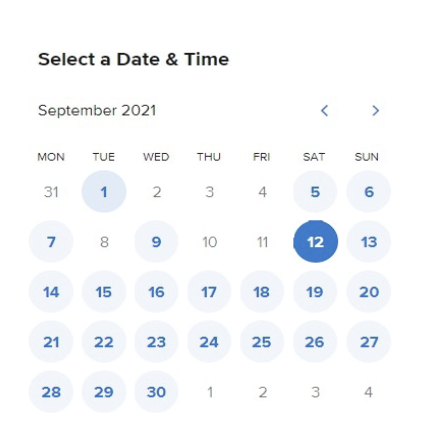 Select a Date & Time
September 2021
MON TUE WED THU FRI SAT SUN
31 1 2 3 4 5 6
7 8 9 10 11 12 13
14 15 16 17 18 19 20
21 22 23 24 25 26 27
28 29 30 1 2 3 4